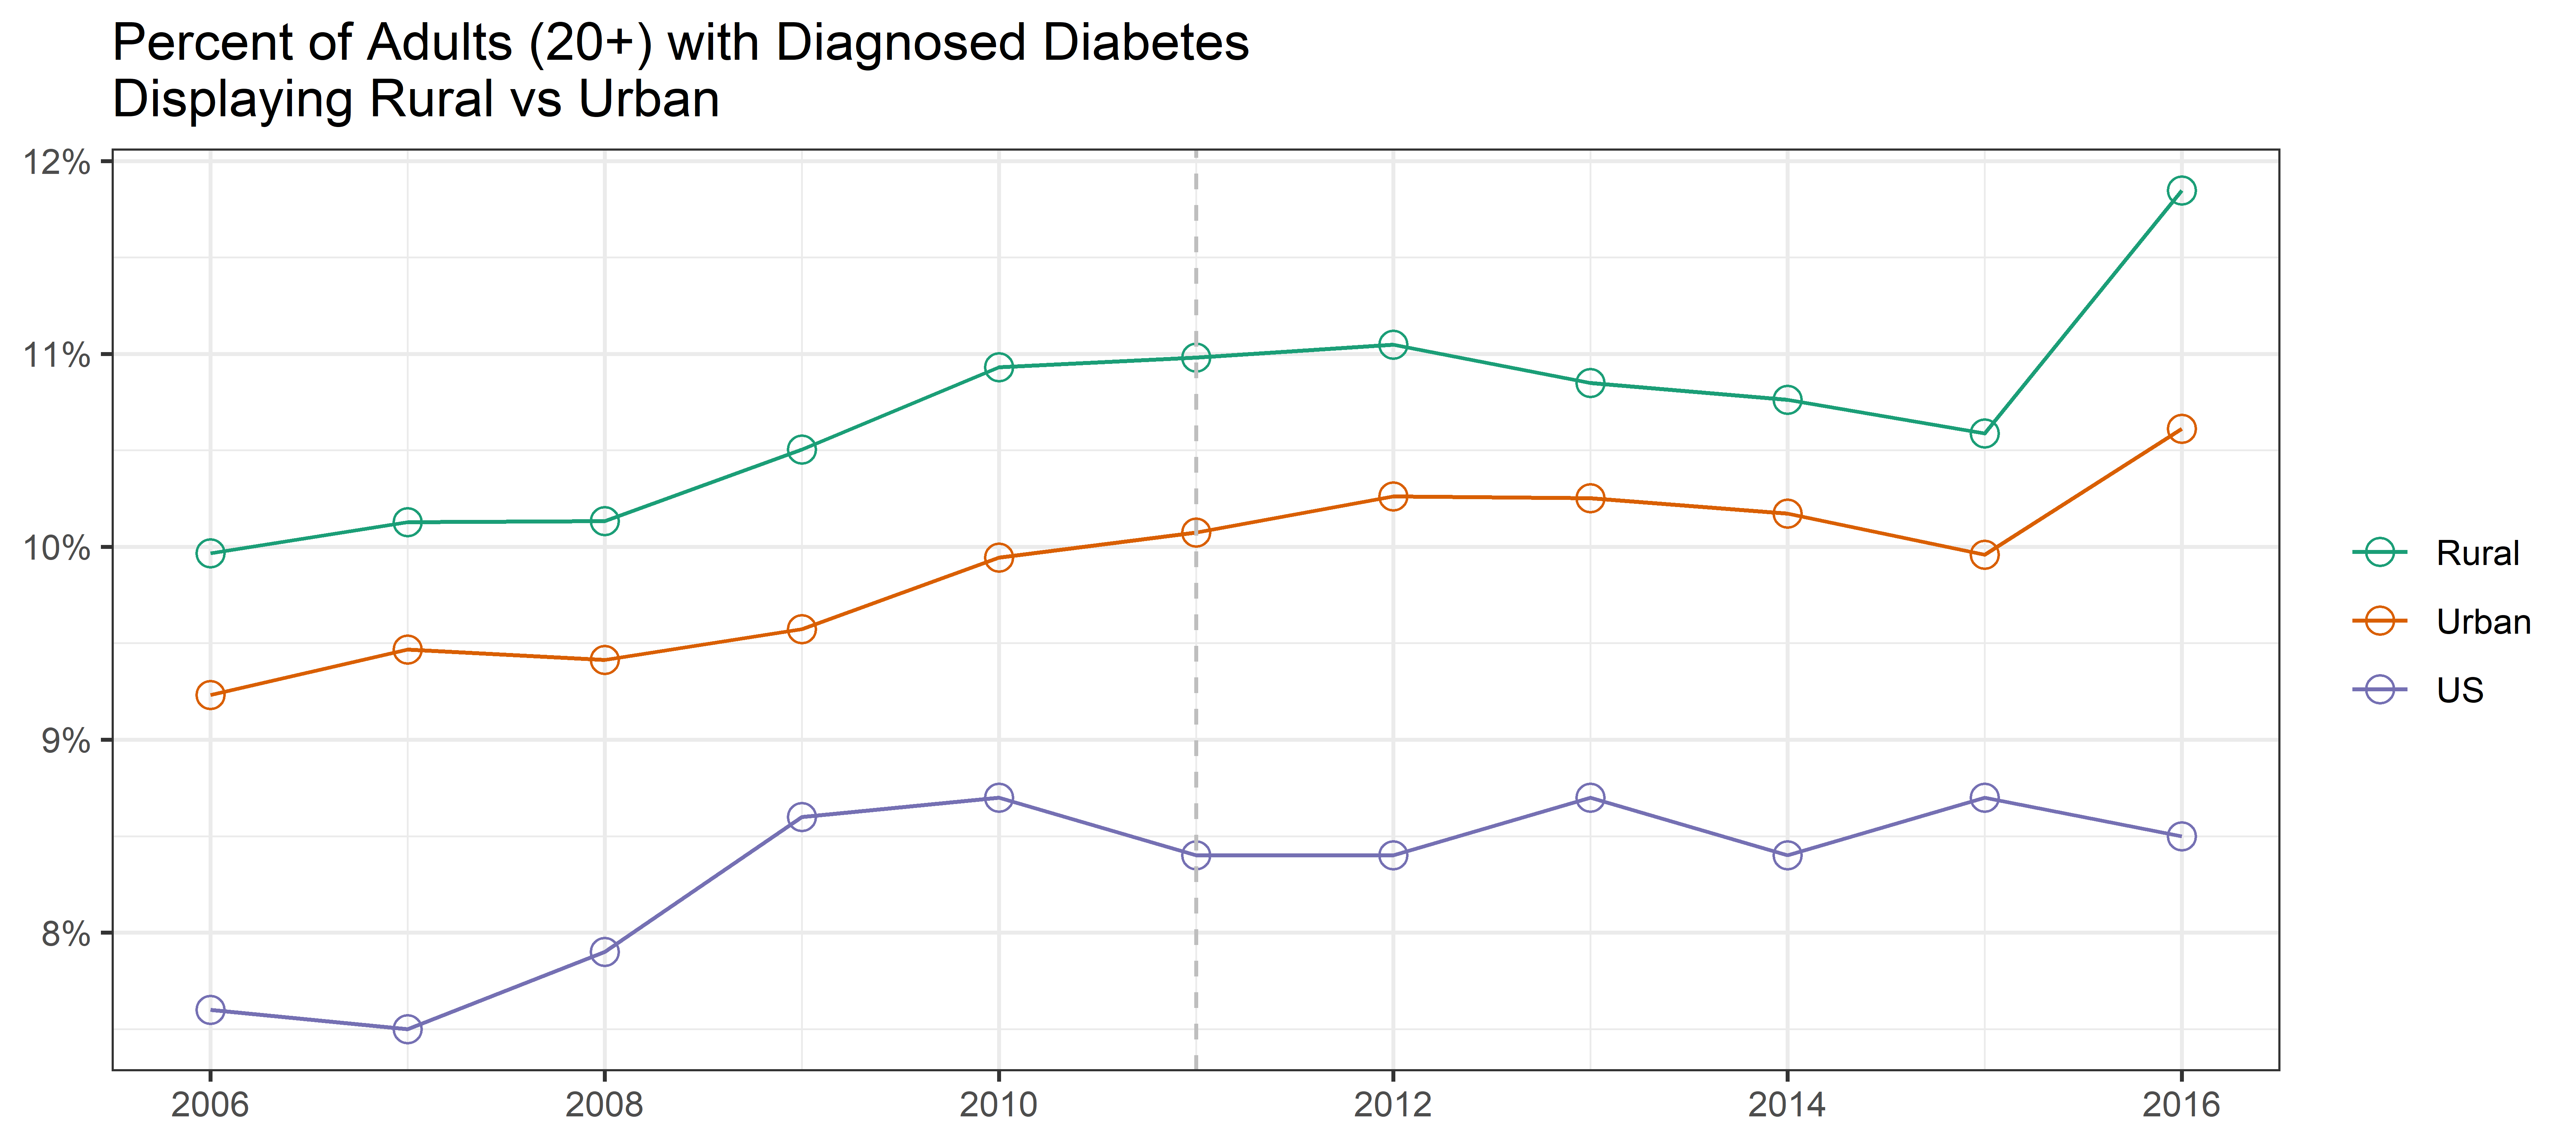 Percent of Adults (20+) with Diagnosed Diabetes
Displaying Rural vs Urban
12%
11%
10%
9%
8%
2006
2008
2010
2012
2014
2016
Rural
Urban
US